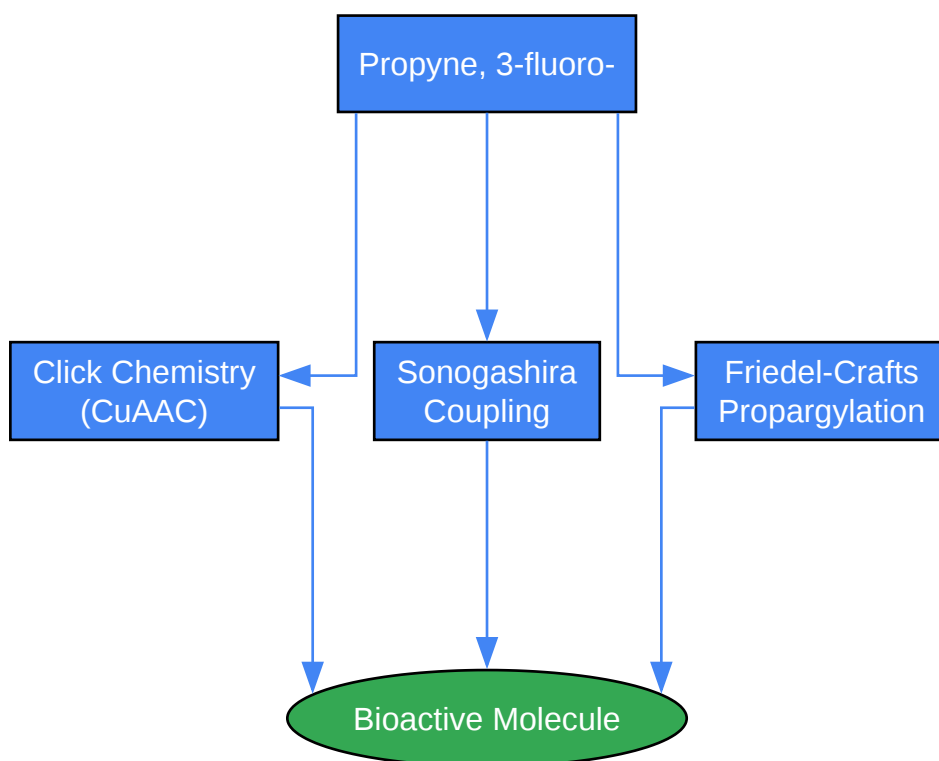 Propyne, 3-fluoro-
Click Chemistry
(CuAAC)
Sonogashira
Coupling
Friedel-Crafts
Propargylation
Bioactive Molecule